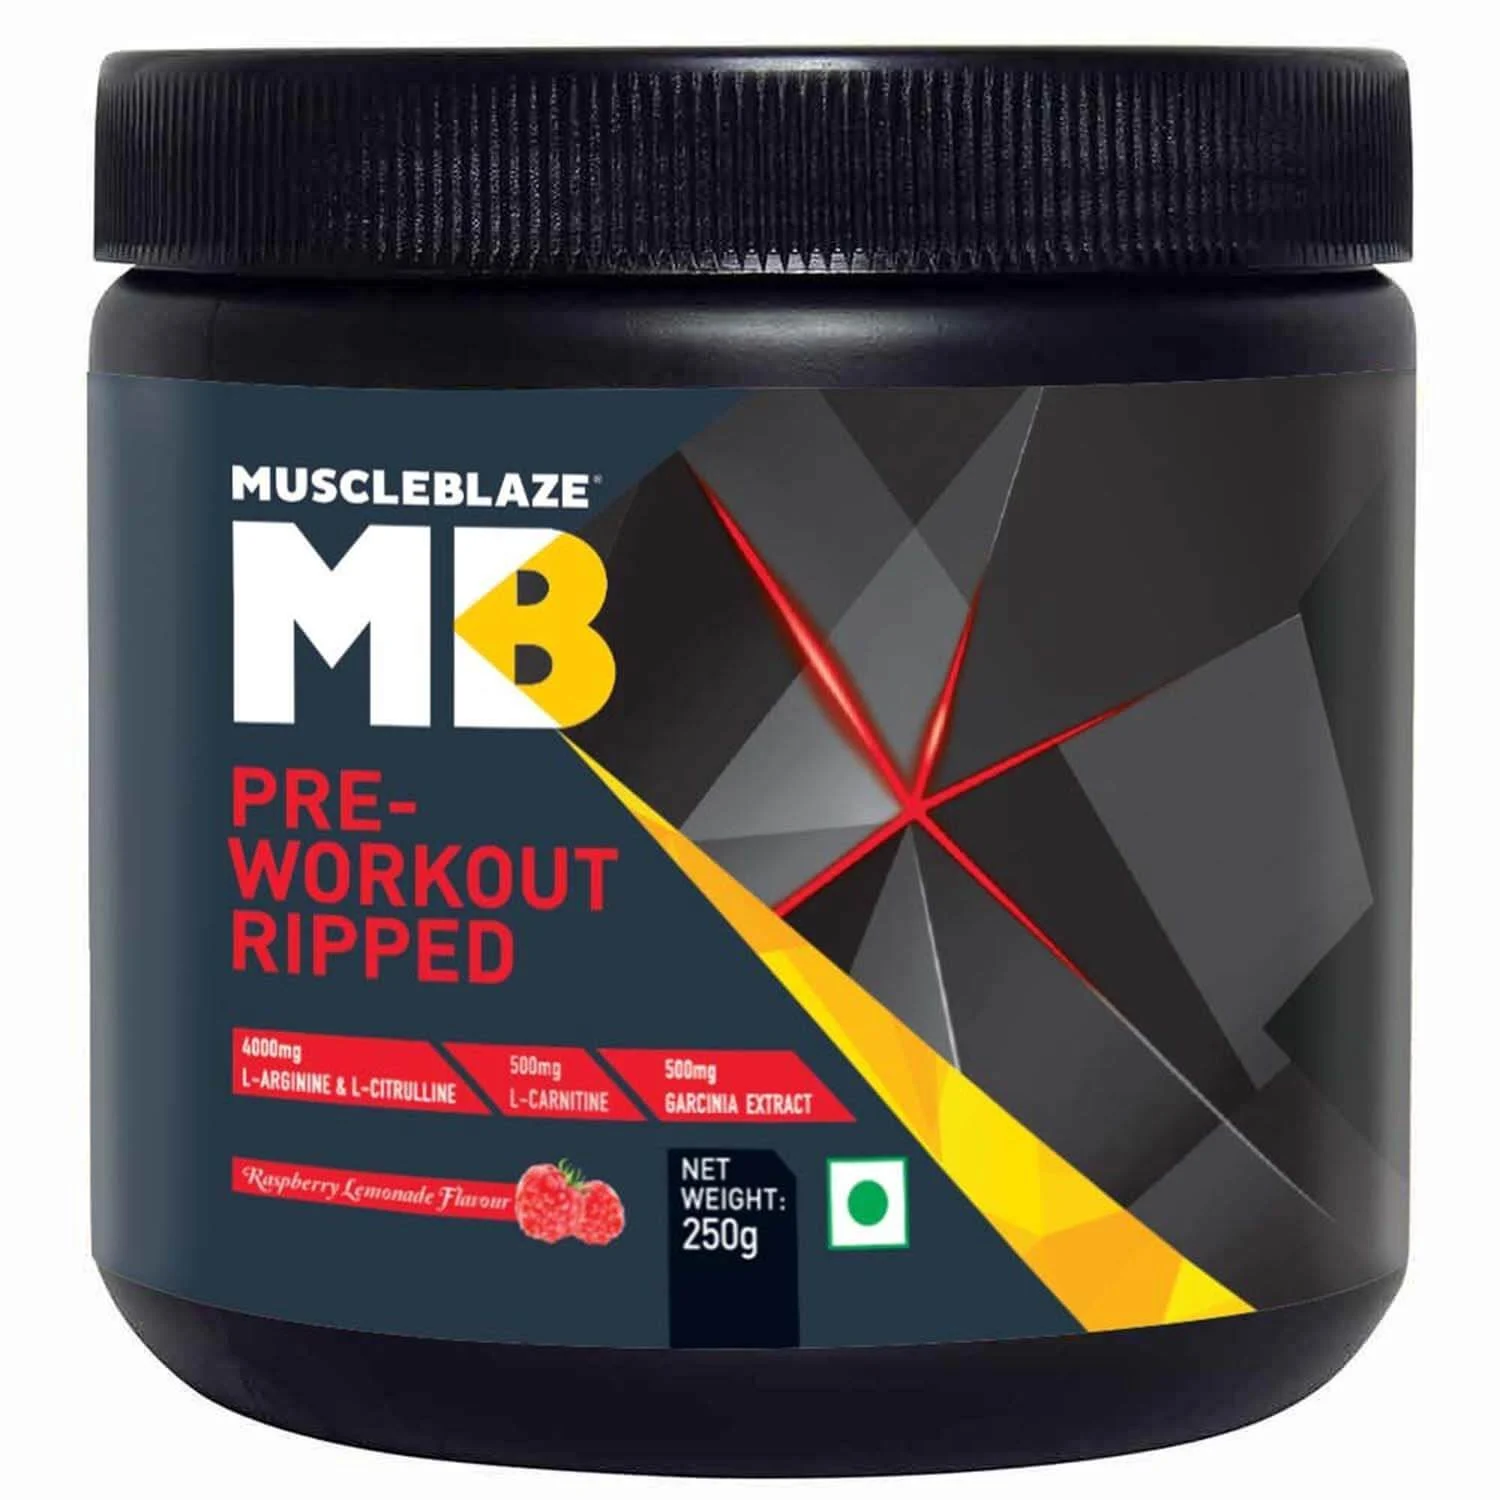 MUSCLEBLAZE®
MB
PRE-
WORKOUT
RIPPED
4000mg
L-ARGININE & L-CITRULLINE
500mg
L-CARNITINE
500mg
GARCINIA EXTRACT
Raspberry Lemonade Flavour
NET
WEIGHT:
250g